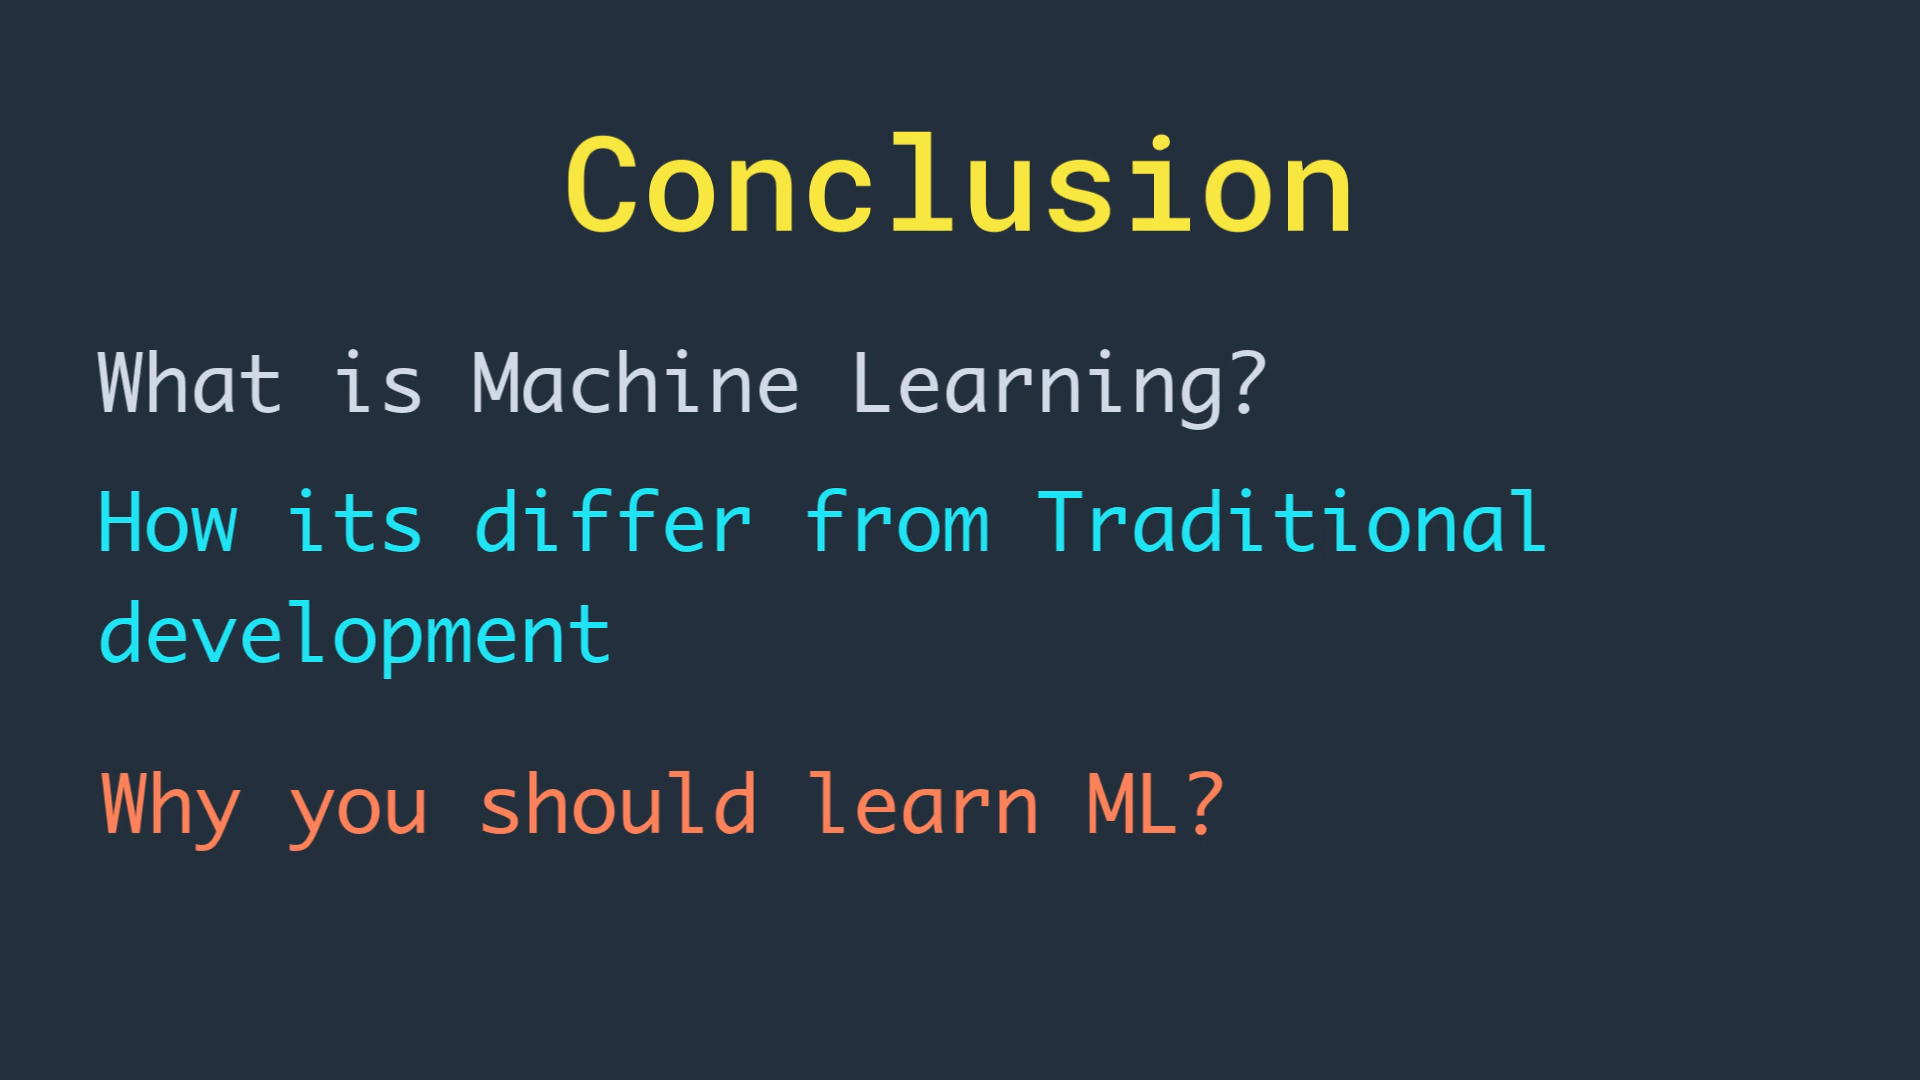 Conclusion
What is Machine Learning?
How its differ from Traditional
development
Why you should learn ML?